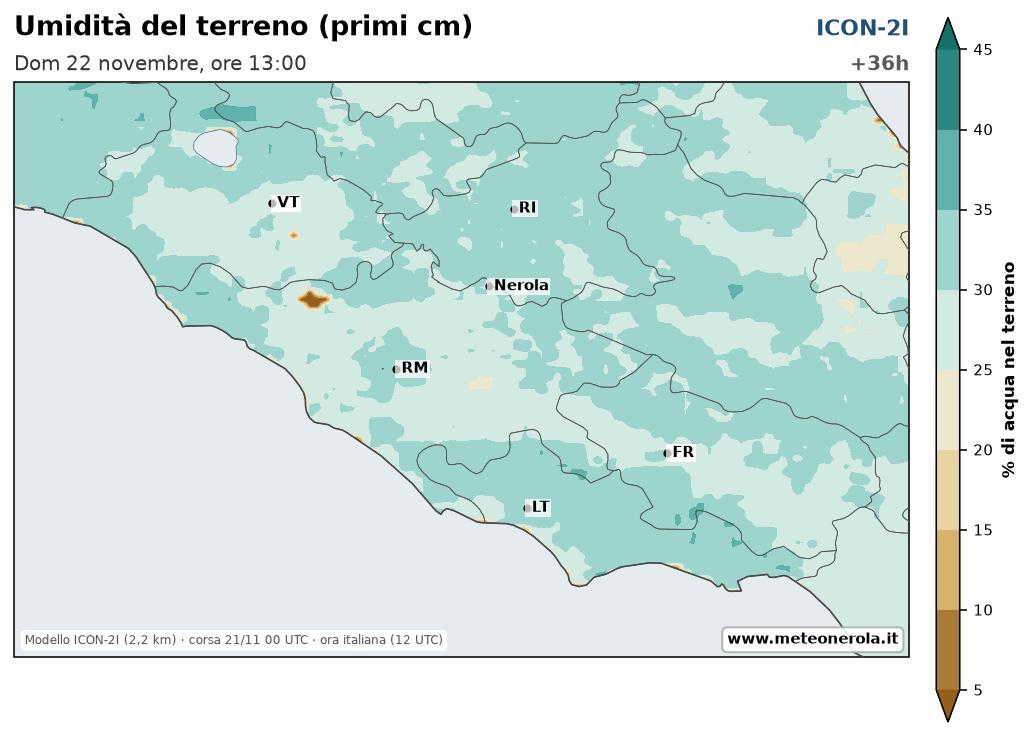 Umidità del terreno (primi cm)
ICON-2I
Dom 22 novembre, ore 13:00
+36h
VT
RI
Nerola
RM
FR
LT
45
40
35
30
25
20
15
10
5
% di acqua nel terreno
Modello ICON-2I (2,2 km) · corsa 21/11 00 UTC · ora italiana (12 UTC)
www.meteonerola.it